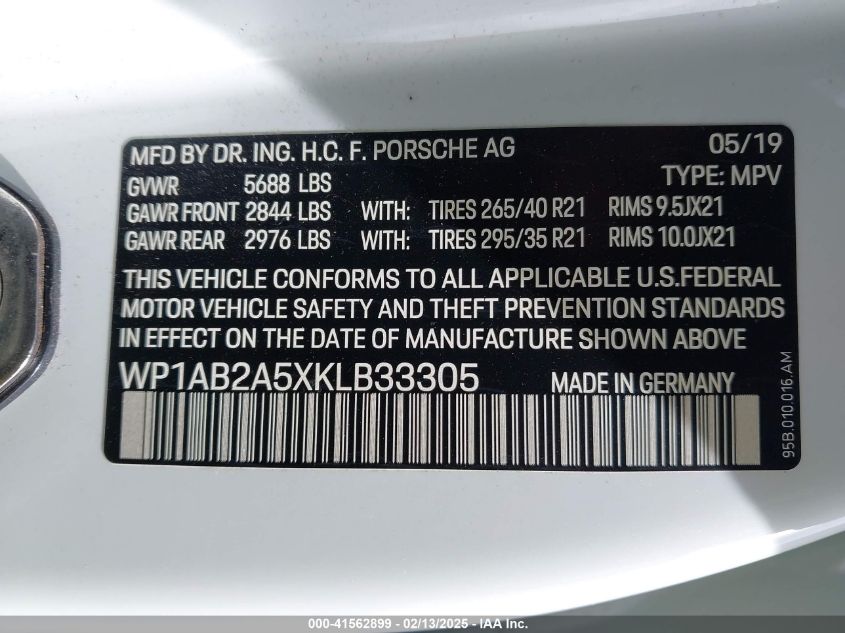 MFD BY DR. ING. H.C. F. PORSCHE AG 05/19
GVWR 5688 LBS TYPE: MPV
GAWR FRONT 2844 LBS WITH: TIRES 265/40 R21 RIMS 9.5JX21
GAWR REAR 2976 LBS WITH: TIRES 295/35 R21 RIMS 10.0JX21
THIS VEHICLE CONFORMS TO ALL APPLICABLE U.S.FEDERAL
MOTOR VEHICLE SAFETY AND THEFT PREVENTION STANDARDS
IN EFFECT ON THE DATE OF MANUFACTURE SHOWN ABOVE
WP1AB2A5XKLB33305 MADE IN GERMANY
95B.010.016.AM
000-41562899 - 02/13/2025 - IAA Inc.